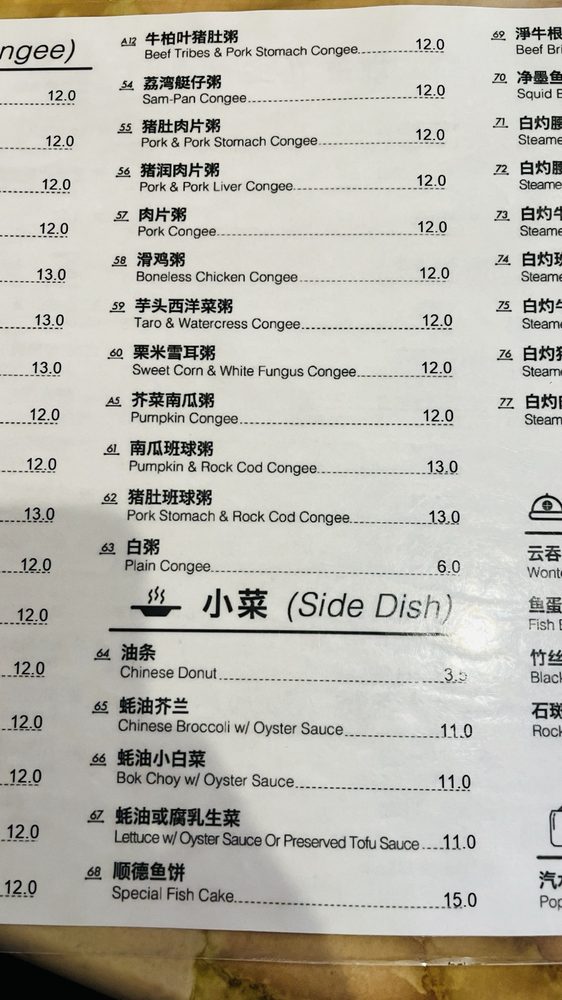 ngee)
12.0
12.0
12.0
12.0
13.0
13.0
13.0
12.0
12.0
13.0
12.0
12.0
12.0
12.0
12.0
12.0
12.0
A12 牛柏叶猪肚粥
Beef Tribes & Pork Stomach Congee 12.0
54 荔湾艇仔粥
Sam-Pan Congee 12.0
55 猪肚肉片粥
Pork & Pork Stomach Congee 12.0
56 猪润肉片粥
Pork & Pork Liver Congee 12.0
57 肉片粥
Pork Congee 12.0
58 滑鸡粥
Boneless Chicken Congee 12.0
59 芋头西洋菜粥
Taro & Watercress Congee 12.0
60 栗米雪耳粥
Sweet Corn & White Fungus Congee 12.0
A5 芥菜南瓜粥
Pumpkin Congee 12.0
61 南瓜班球粥
Pumpkin & Rock Cod Congee 13.0
62 猪肚班球粥
Pork Stomach & Rock Cod Congee 13.0
63 白粥
Plain Congee 6.0
小菜 (Side Dish)
64 油条
Chinese Donut 3.5
65 蚝油芥兰
Chinese Broccoli w/ Oyster Sauce 11.0
66 蚝油小白菜
Bok Choy w/ Oyster Sauce 11.0
67 蚝油或腐乳生菜
Lettuce w/ Oyster Sauce Or Preserved Tofu Sauce 11.0
68 顺德鱼饼
Special Fish Cake 15.0
69 淨牛根
Beef Bri
70 净墨鱼
Squid B
71 白灼腰
Steame
72 白灼腰
Steame
73 白灼牛
Steame
74 白灼班
Steame
75 白灼牛
Steame
76 白灼猪
Steame
77 白灼
Steam
云吞
Wont
鱼蛋
Fish B
竹丝
Blac
石斑
Rock
汽水
Pop